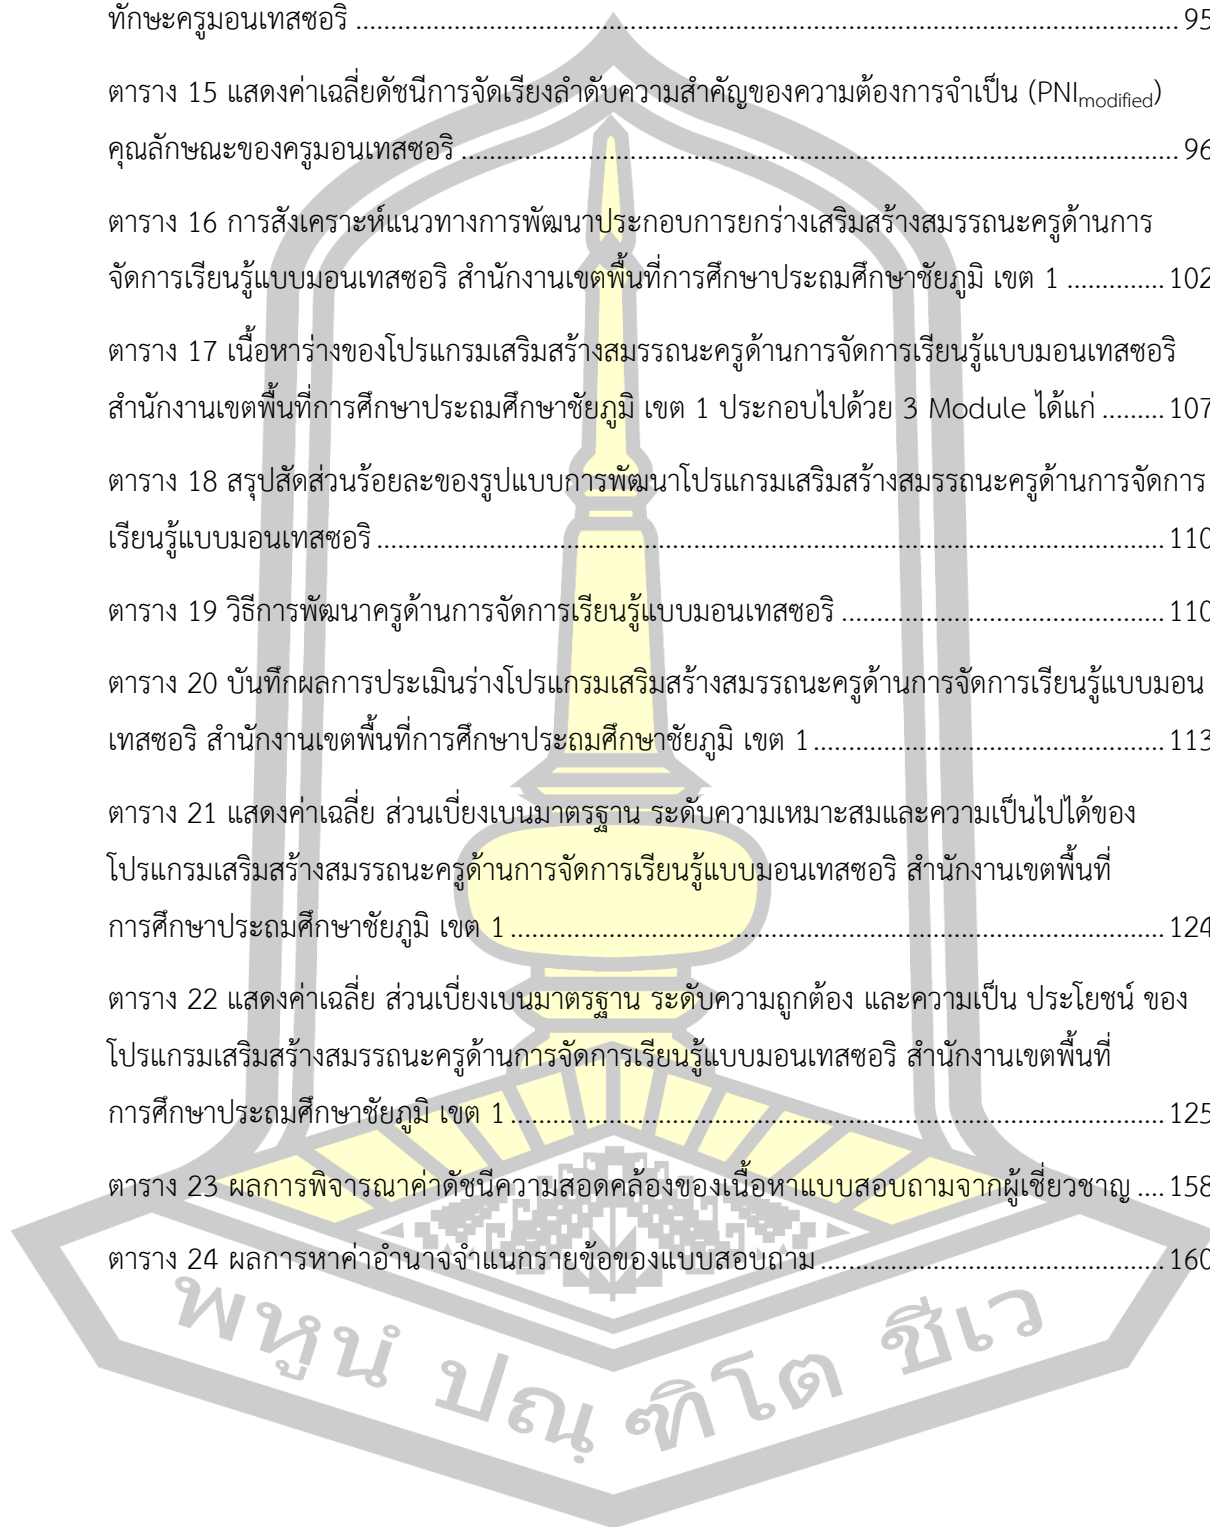 ทักษะครูมอนเทสซอริ ........................................................................................................ 95
ตาราง 15 แสดงค่าเฉลี่ยดัชนีการจัดเรียงลำดับความสำคัญของความต้องการจำเป็น (PNImodified)
คุณลักษณะของครูมอนเทสซอริ ........................................................................................... 96
ตาราง 16 การสังเคราะห์แนวทางการพัฒนาประกอบการยกร่างเสริมสร้างสมรรถนะครูด้านการ
จัดการเรียนรู้แบบมอนเทสซอริ สำนักงานเขตพื้นที่การศึกษาประถมศึกษาชัยภูมิ เขต 1 .............. 102
ตาราง 17 เนื้อหาร่างของโปรแกรมเสริมสร้างสมรรถนะครูด้านการจัดการเรียนรู้แบบมอนเทสซอริ
สำนักงานเขตพื้นที่การศึกษาประถมศึกษาชัยภูมิ เขต 1 ประกอบไปด้วย 3 Module ได้แก่ ......... 107
ตาราง 18 สรุปสัดส่วนร้อยละของรูปแบบการพัฒนาโปรแกรมเสริมสร้างสมรรถนะครูด้านการจัดการ
เรียนรู้แบบมอนเทสซอริ ..................................................................................................... 110
ตาราง 19 วิธีการพัฒนาครูด้านการจัดการเรียนรู้แบบมอนเทสซอริ ............................................. 110
ตาราง 20 บันทึกผลการประเมินร่างโปรแกรมเสริมสร้างสมรรถนะครูด้านการจัดการเรียนรู้แบบมอน
เทสซอริ สำนักงานเขตพื้นที่การศึกษาประถมศึกษาชัยภูมิ เขต 1 ................................................. 113
ตาราง 21 แสดงค่าเฉลี่ย ส่วนเบี่ยงเบนมาตรฐาน ระดับความเหมาะสมและความเป็นไปได้ของ
โปรแกรมเสริมสร้างสมรรถนะครูด้านการจัดการเรียนรู้แบบมอนเทสซอริ สำนักงานเขตพื้นที่
การศึกษาประถมศึกษาชัยภูมิ เขต 1 ................................................................................... 124
ตาราง 22 แสดงค่าเฉลี่ย ส่วนเบี่ยงเบนมาตรฐาน ระดับความถูกต้อง และความเป็น ประโยชน์ ของ
โปรแกรมเสริมสร้างสมรรถนะครูด้านการจัดการเรียนรู้แบบมอนเทสซอริ สำนักงานเขตพื้นที่
การศึกษาประถมศึกษาชัยภูมิ เขต 1 ................................................................................... 125
ตาราง 23 ผลการพิจารณาค่าดัชนีความสอดคล้องของเนื้อหาแบบสอบถามจากผู้เชี่ยวชาญ .... 158
ตาราง 24 ผลการหาค่าอำนาจจำแนกรายข้อของแบบสอบถาม ................................................ 160
พหูนํ ปณฺฑิโต ชีเว